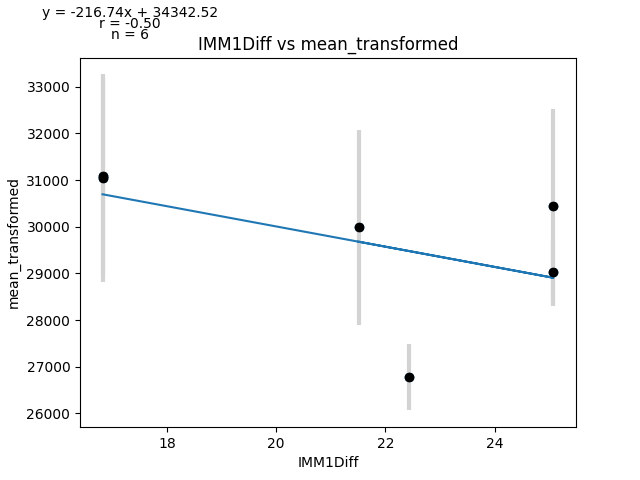 y = -216.74x + 34342.52
r = -0.50
n = 6
IMM1Diff vs mean_transformed
33000
32000
31000
30000
29000
28000
27000
26000
mean_transformed
18
20
22
24
IMM1Diff